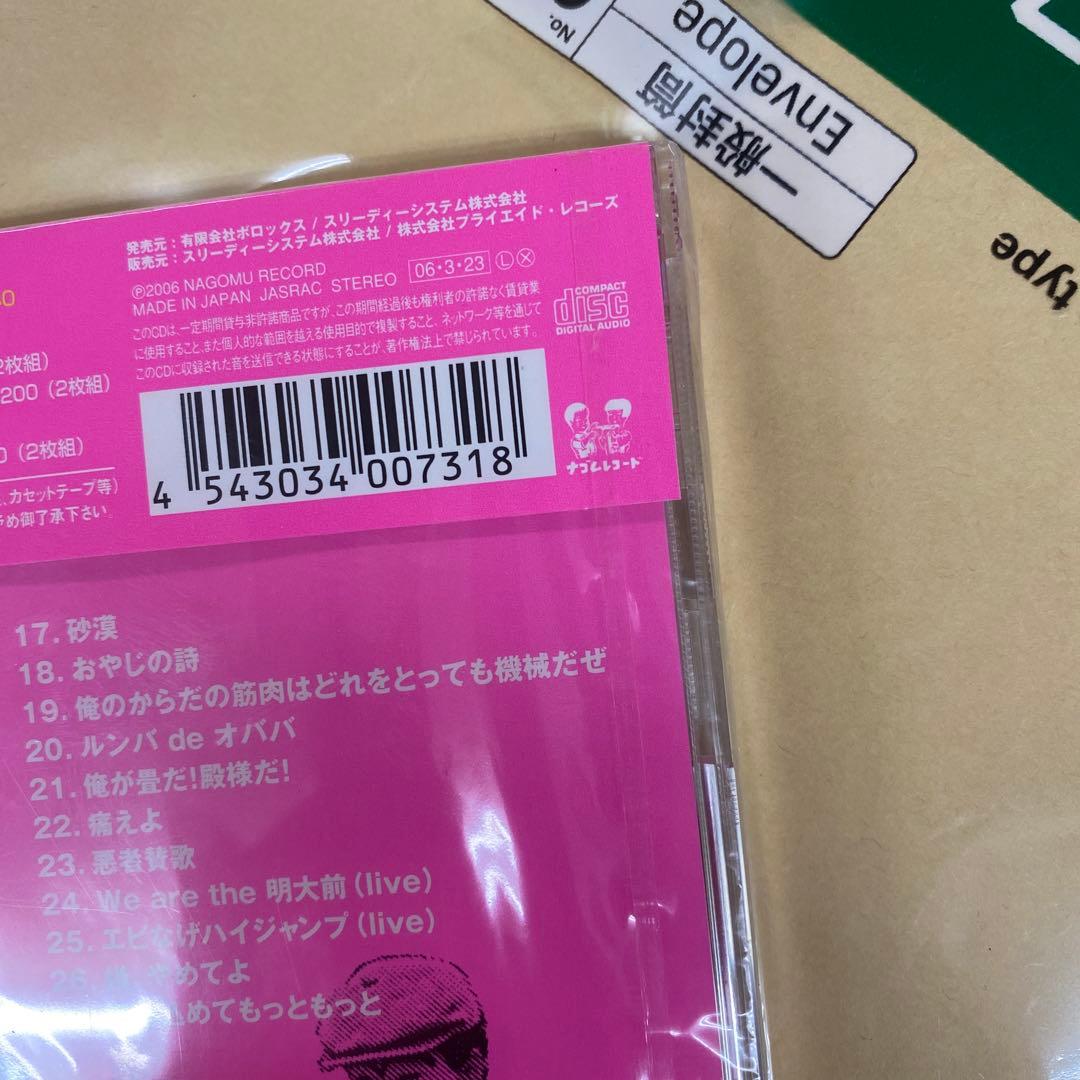 No.
一般封筒
Envelope
type
発売元：有限会社ボロックス / スリーディーシステム株式会社
販売元：スリーディーシステム株式会社 / 株式会社ブライエイド・レコーズ
Ⓟ2006 NAGOMU RECORD
MADE IN JAPAN JASRAC STEREO 06・3・23 Ⓛ Ⓧ
COMPACT
disc
DIGITAL AUDIO
このCDは、一定期間貸与非許諾商品ですが、この期間経過後も権利者の許諾なく賃貸業
に使用すること、また個人的な範囲を越える使用目的で複製すること、ネットワーク等を通じて
このCDに収録された音を送信できる状態にすることが、著作権法上で禁じられています。
2枚組)
200 (2枚組)
0 (2枚組)
、カセットテープ等)
め御了承下さい。
4 543034 007318
ナゴムレコード
17. 砂漠
18. おやじの詩
19. 俺のからだの筋肉はどれをとっても機械だぜ
20. ルンバ de オババ
21. 俺が畳だ!殿様だ!
22. 痛えよ
23. 悪者賛歌
24. We are the 明大前 (live)
25. エビなげハイジャンプ (live)
26. 嫌、やめてよ
めてもっともっと